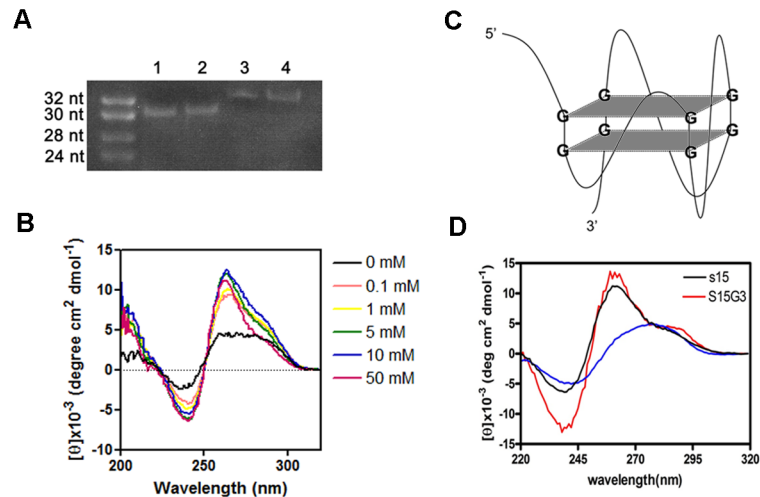 A
1 2 3 4
32 nt
30 nt
28 nt
24 nt
B
[θ]x10⁻³ (degree cm² dmol⁻¹)
15
10
5
0
-5
-10
200 250 300
Wavelength (nm)
0 mM
0.1 mM
1 mM
5 mM
10 mM
50 mM
C
5'
G G
G G
G G
G G
3'
D
[θ]x10⁻³ (deg cm² dmol⁻¹)
15
10
5
0
-5
-10
-15
220 245 270 295 320
wavelength(nm)
s15
S15G3